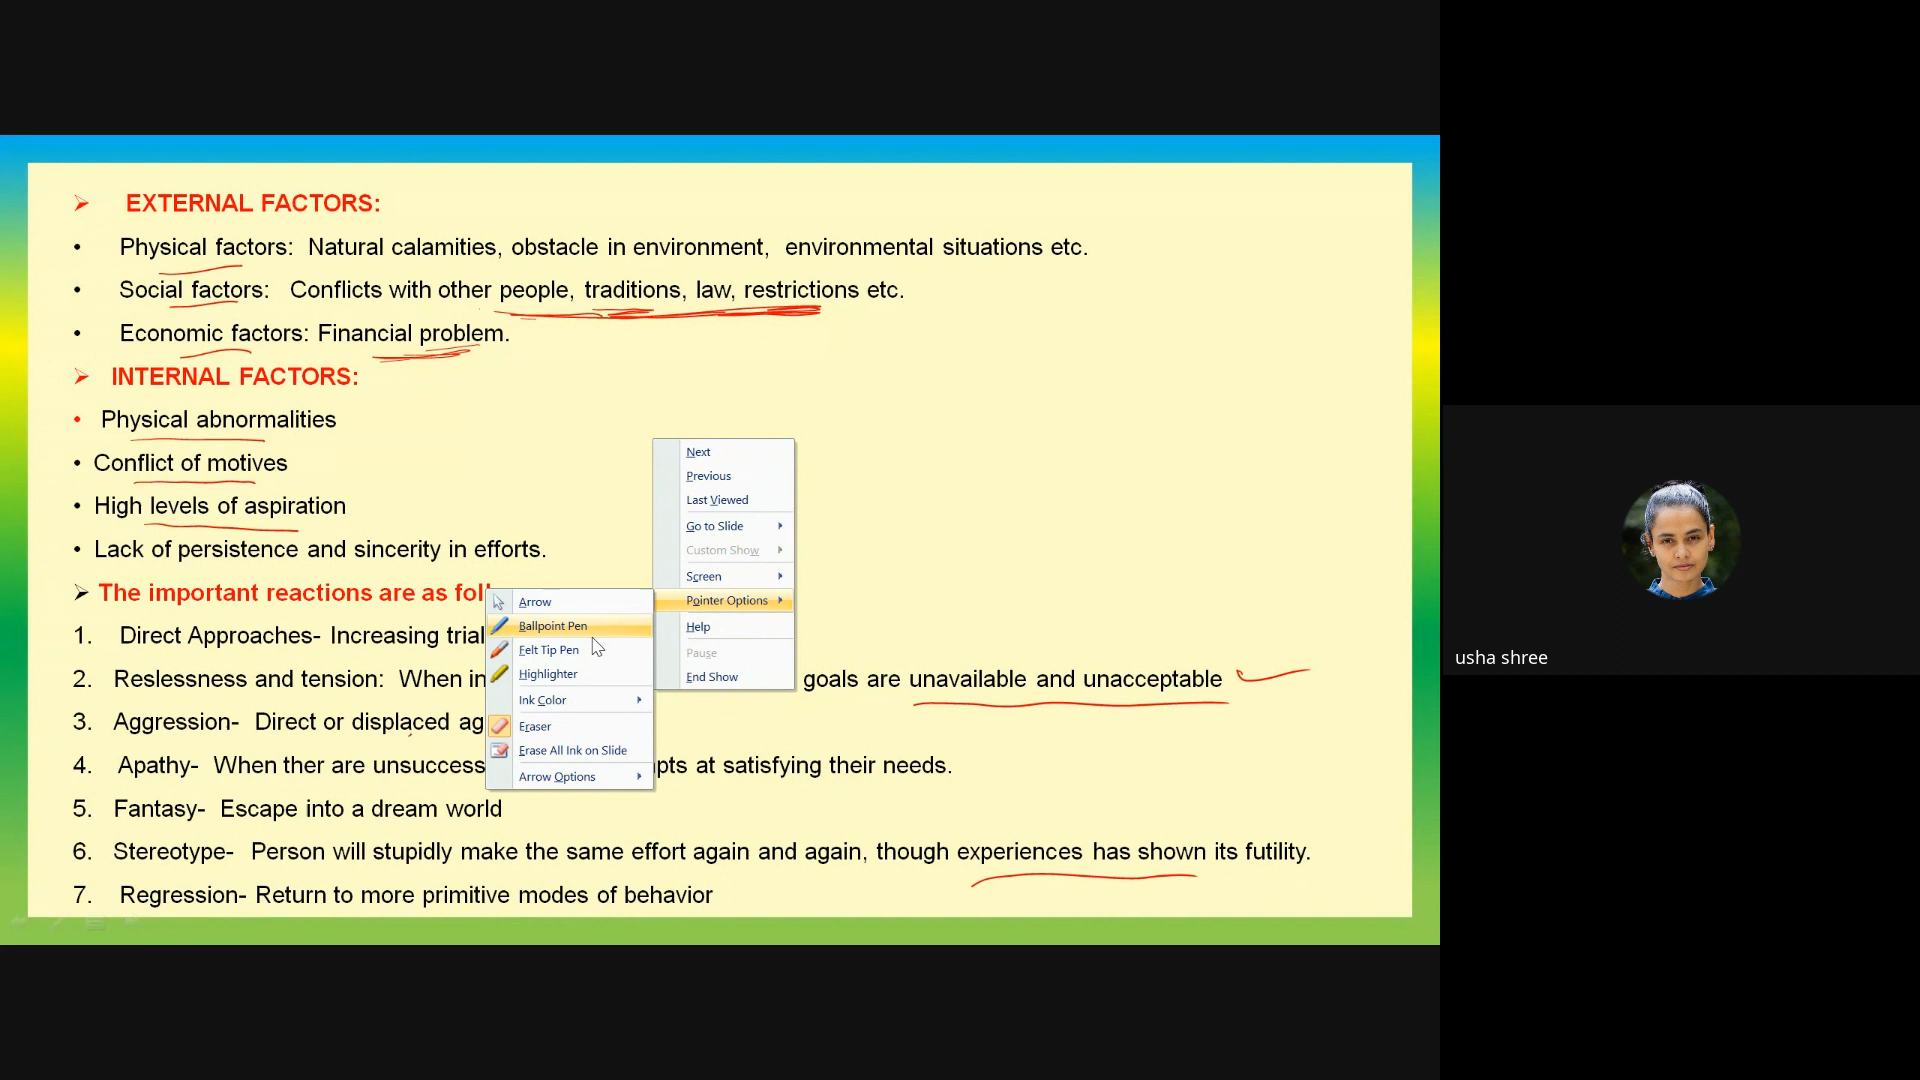 EXTERNAL FACTORS:
Physical factors: Natural calamities, obstacle in environment, environmental situations etc.
Social factors: Conflicts with other people, traditions, law, restrictions etc.
Economic factors: Financial problem.
INTERNAL FACTORS:
Physical abnormalities
Conflict of motives
High levels of aspiration
Lack of persistence and sincerity in efforts.
The important reactions are as fol
1. Direct Approaches- Increasing trial
2. Reslessness and tension: When in goals are unavailable and unacceptable
3. Aggression- Direct or displaced ag
4. Apathy- When ther are unsuccess pts at satisfying their needs.
5. Fantasy- Escape into a dream world
6. Stereotype- Person will stupidly make the same effort again and again, though experiences has shown its futility.
7. Regression- Return to more primitive modes of behavior
Next
Previous
Last Viewed
Go to Slide
Custom Show
Screen
Pointer Options
Help
Pause
End Show
Arrow
Ballpoint Pen
Felt Tip Pen
Highlighter
Ink Color
Eraser
Erase All Ink on Slide
Arrow Options
usha shree